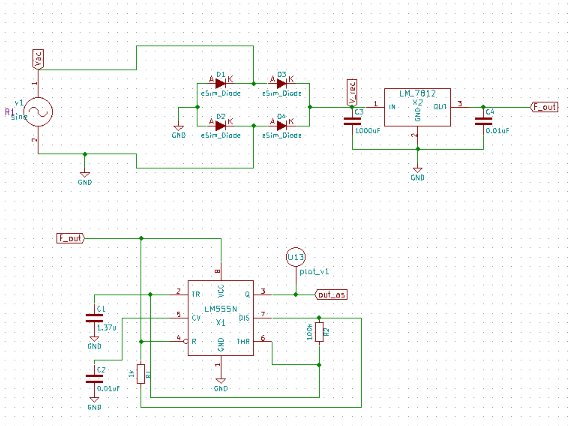 Vac
1
v1
Sine
2
GND
D1
A K
eSim_Diode
D3
A K
eSim_Diode
D2
A K
eSim_Diode
D4
A K
eSim_Diode
GND
V_rec
C3
1000uF
1
LM_7812
X2
IN
OUT
GND
2
3
C4
0.01uF
F_out
GND
F_out
8
VCC
U13
plot_v1
2
TR
Q
3
out_as
LM555N
X1
5
CV
DIS
7
4
R
THR
6
GND
1
GND
C1
1.37u
GND
C2
0.01uF
GND
1k
R1
R2